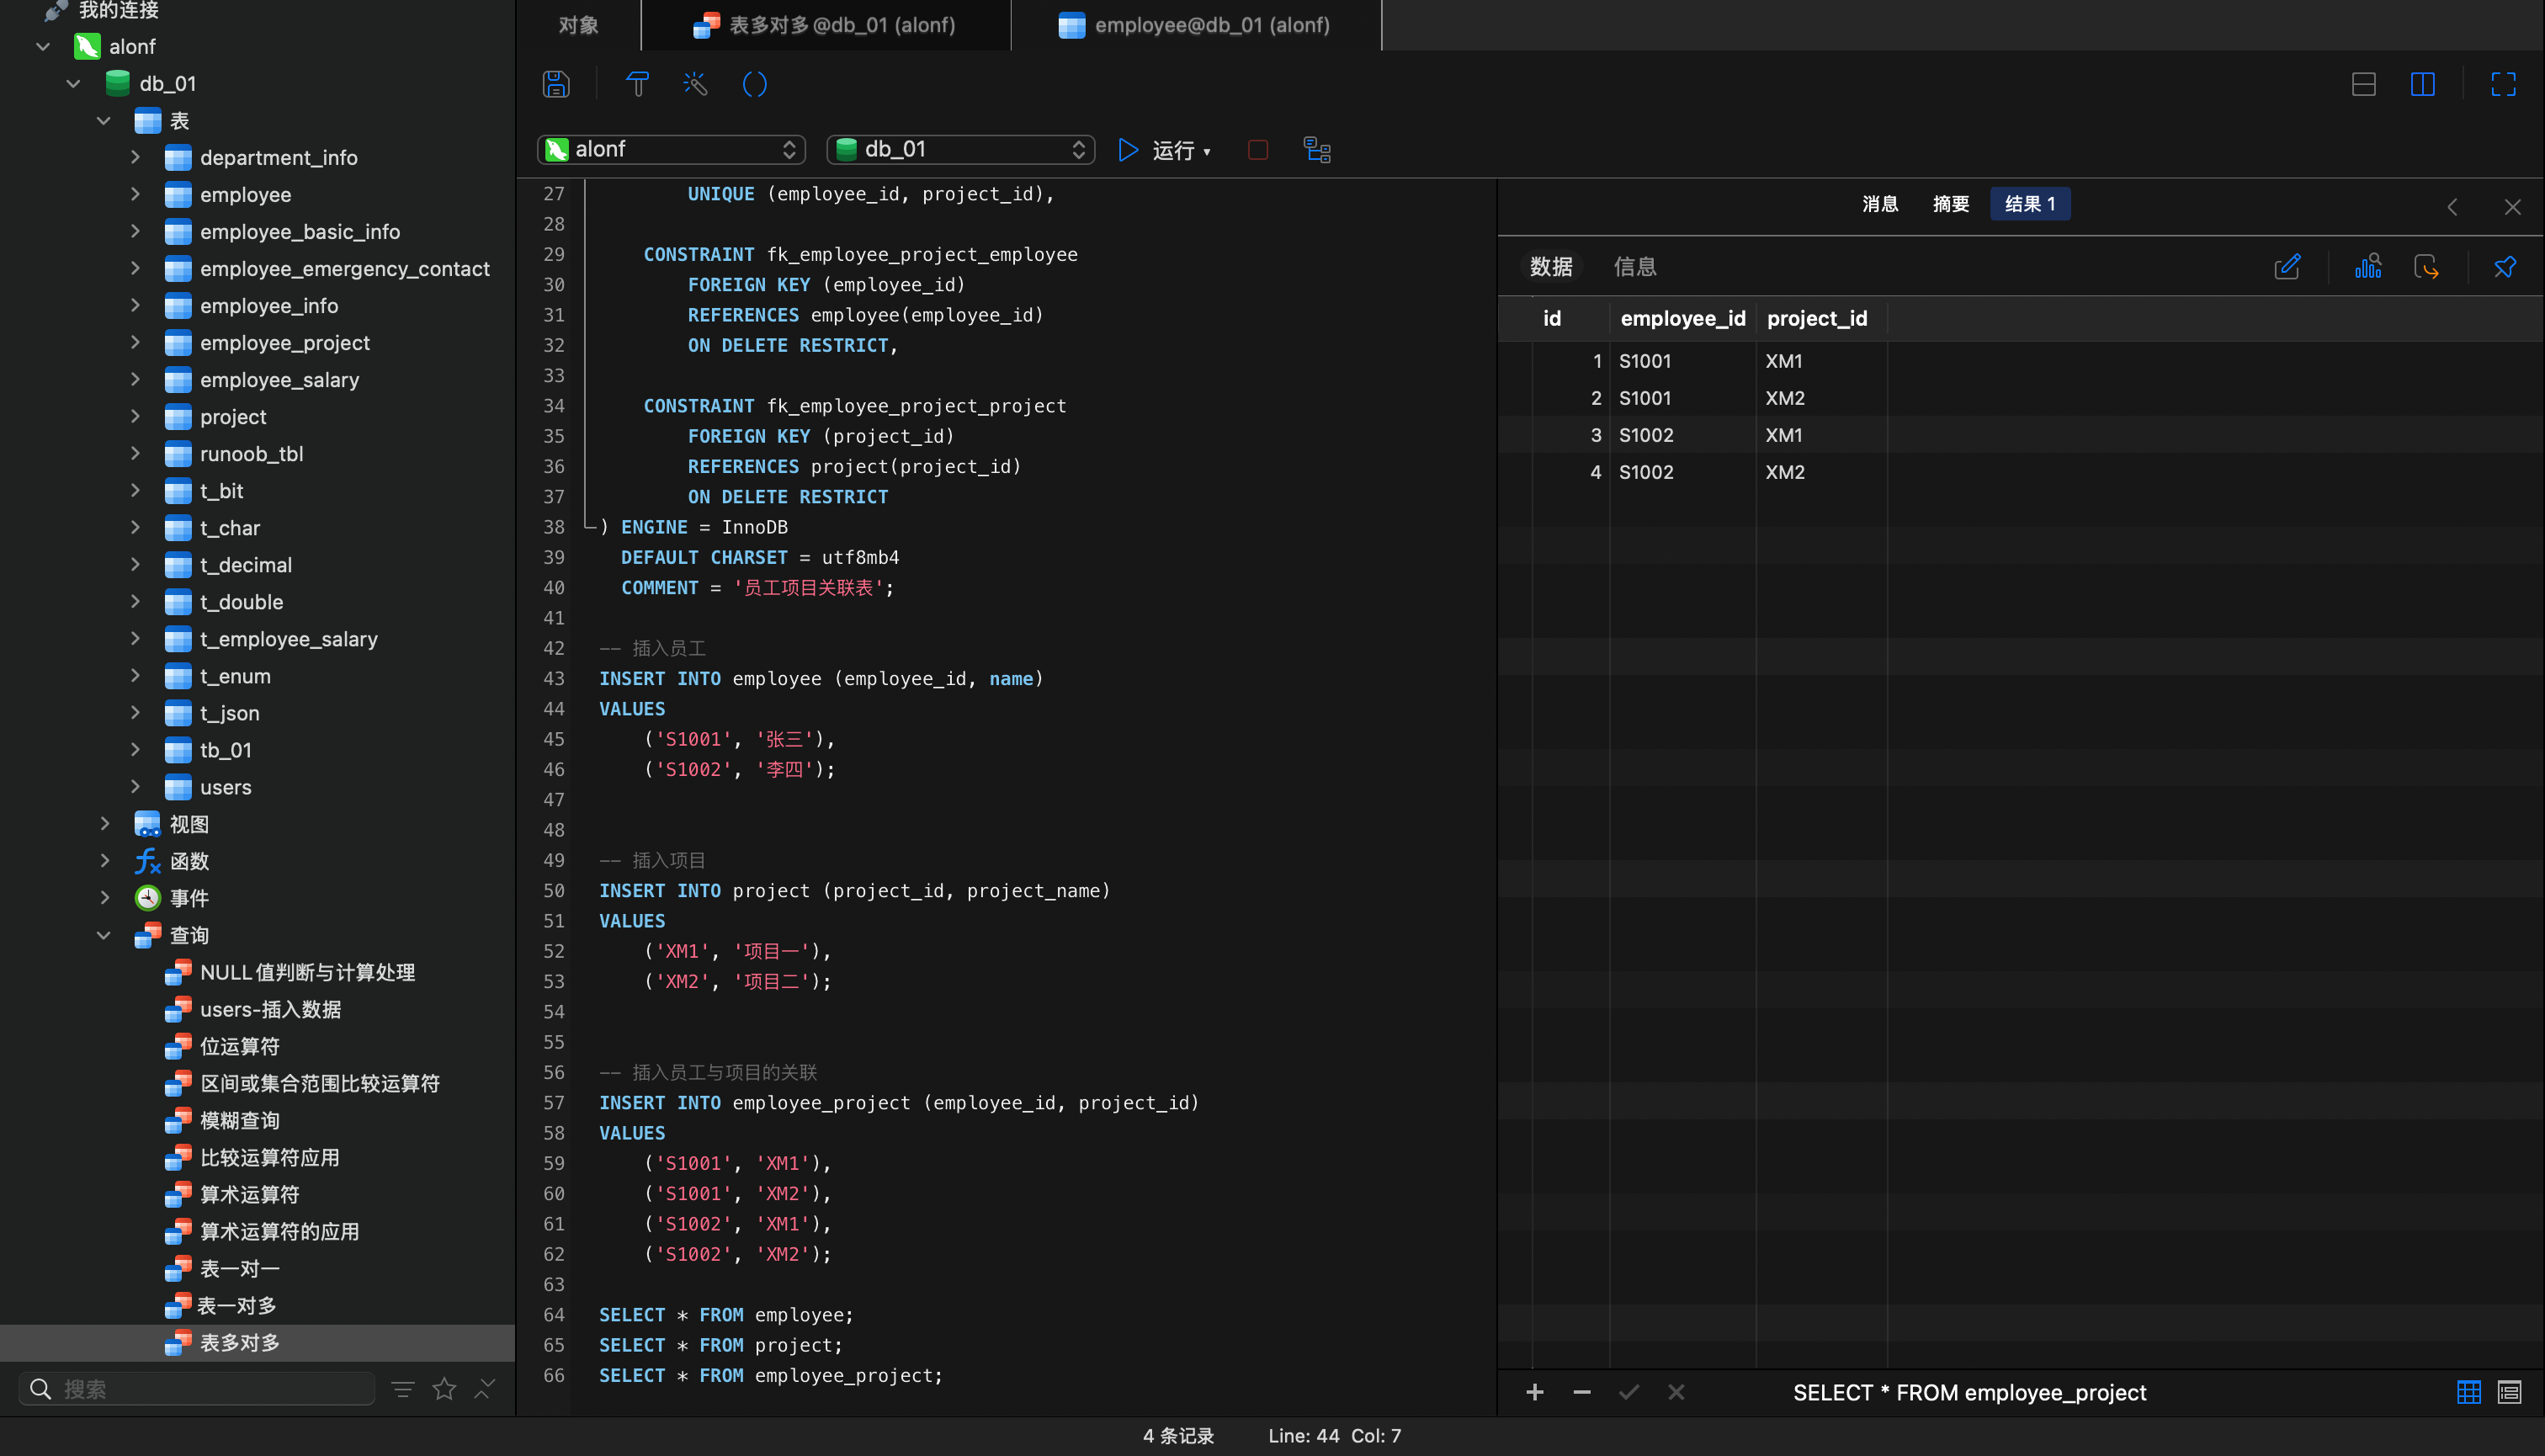 我的连接
alonf
db_01
表
department_info
employee
employee_basic_info
employee_emergency_contact
employee_info
employee_project
employee_salary
project
runoob_tbl
t_bit
t_char
t_decimal
t_double
t_employee_salary
t_enum
t_json
tb_01
users
视图
函数
事件
查询
NULL值判断与计算处理
users-插入数据
位运算符
区间或集合范围比较运算符
模糊查询
比较运算符应用
算术运算符
算术运算符的应用
表一对一
表一对多
表多对多
搜索
对象 表多对多@db_01 (alonf) employee@db_01 (alonf)
alonf db_01 运行
27 UNIQUE (employee_id, project_id),
28
29 CONSTRAINT fk_employee_project_employee
30 FOREIGN KEY (employee_id)
31 REFERENCES employee(employee_id)
32 ON DELETE RESTRICT,
33
34 CONSTRAINT fk_employee_project_project
35 FOREIGN KEY (project_id)
36 REFERENCES project(project_id)
37 ON DELETE RESTRICT
38 ) ENGINE = InnoDB
39 DEFAULT CHARSET = utf8mb4
40 COMMENT = '员工项目关联表';
41
42 -- 插入员工
43 INSERT INTO employee (employee_id, name)
44 VALUES
45 ('S1001', '张三'),
46 ('S1002', '李四');
47
48
49 -- 插入项目
50 INSERT INTO project (project_id, project_name)
51 VALUES
52 ('XM1', '项目一'),
53 ('XM2', '项目二');
54
55
56 -- 插入员工与项目的关联
57 INSERT INTO employee_project (employee_id, project_id)
58 VALUES
59 ('S1001', 'XM1'),
60 ('S1001', 'XM2'),
61 ('S1002', 'XM1'),
62 ('S1002', 'XM2');
63
64 SELECT * FROM employee;
65 SELECT * FROM project;
66 SELECT * FROM employee_project;
消息 摘要 结果 1
数据 信息
id employee_id project_id
1 S1001 XM1
2 S1001 XM2
3 S1002 XM1
4 S1002 XM2
SELECT * FROM employee_project
4 条记录 Line: 44 Col: 7